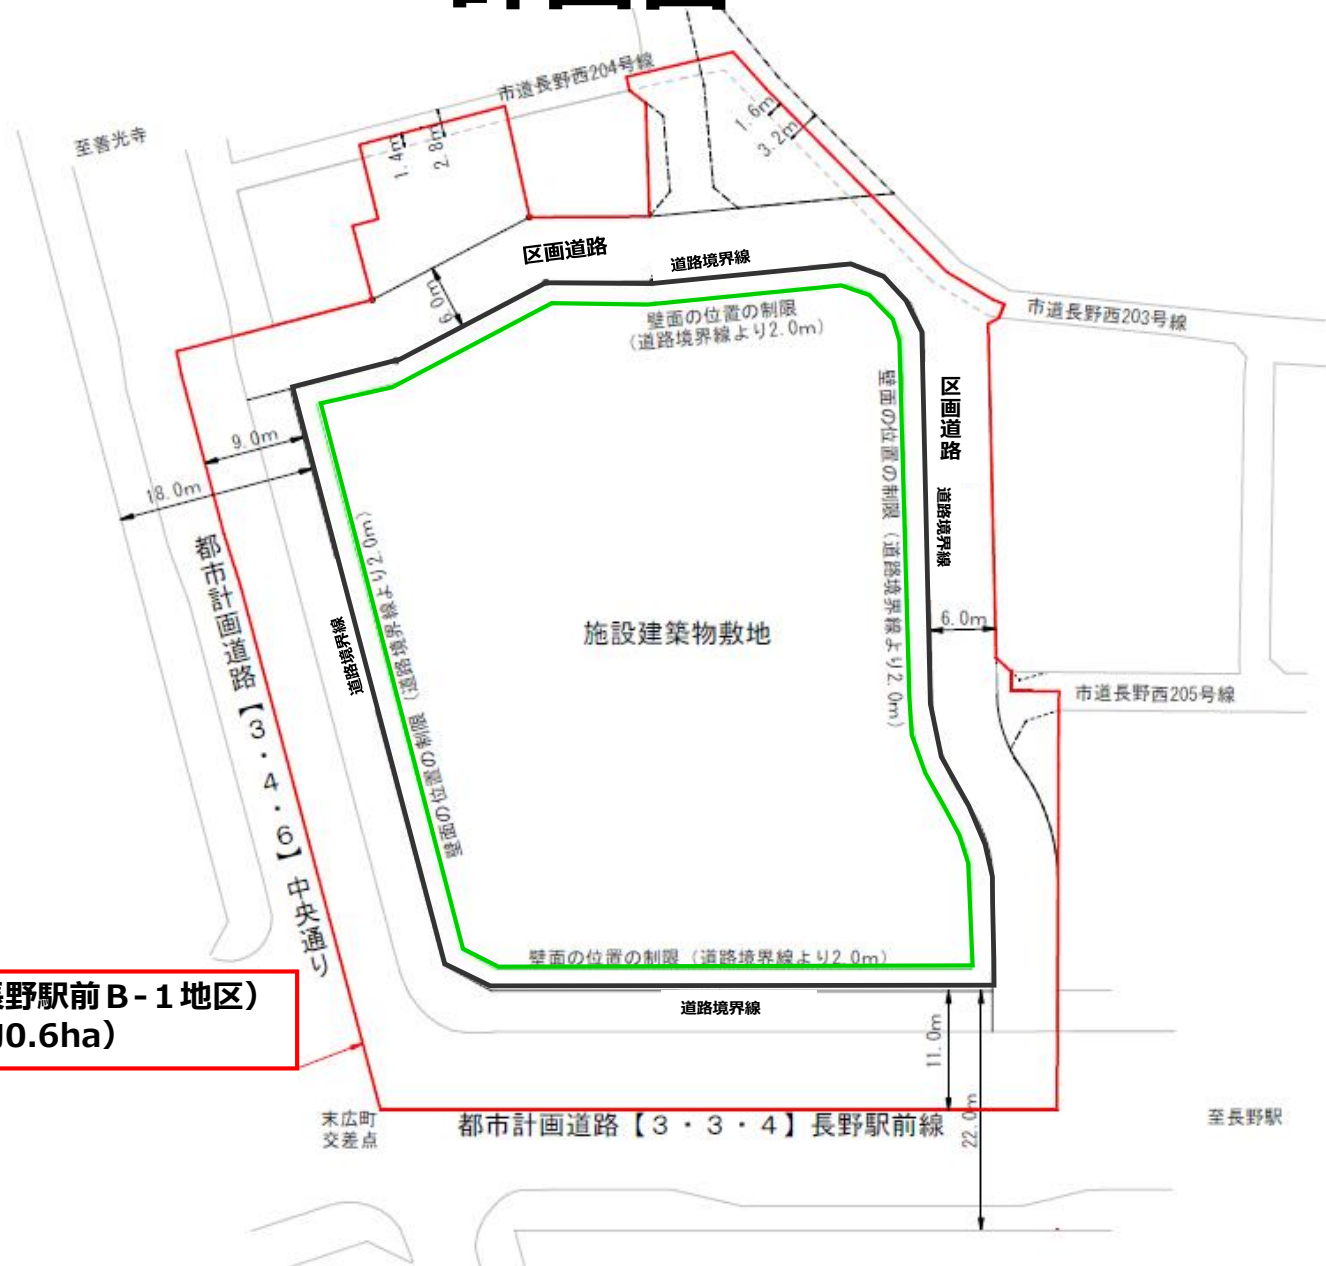 計画図
市道長野西204号線
至善光寺
1.4m
2.8m
1.6m
3.2m
区画道路
道路境界線
6.0m
壁面の位置の制限
（道路境界線より2.0m）
市道長野西203号線
9.0m
18.0m
壁面の位置の制限（道路境界線より2.0m）
区画道路
道路境界線
都市計画道路【３・４・６】中央通り
道路境界線
壁面の位置の制限（道路境界線より2.0m）
施設建築物敷地
6.0m
市道長野西205号線
壁面の位置の制限（道路境界線より2.0m）
道路境界線
野駅前Ｂ-１地区）
0.6ha）
11.0m
22.0m
末広町
交差点
都市計画道路【３・３・４】長野駅前線
至長野駅